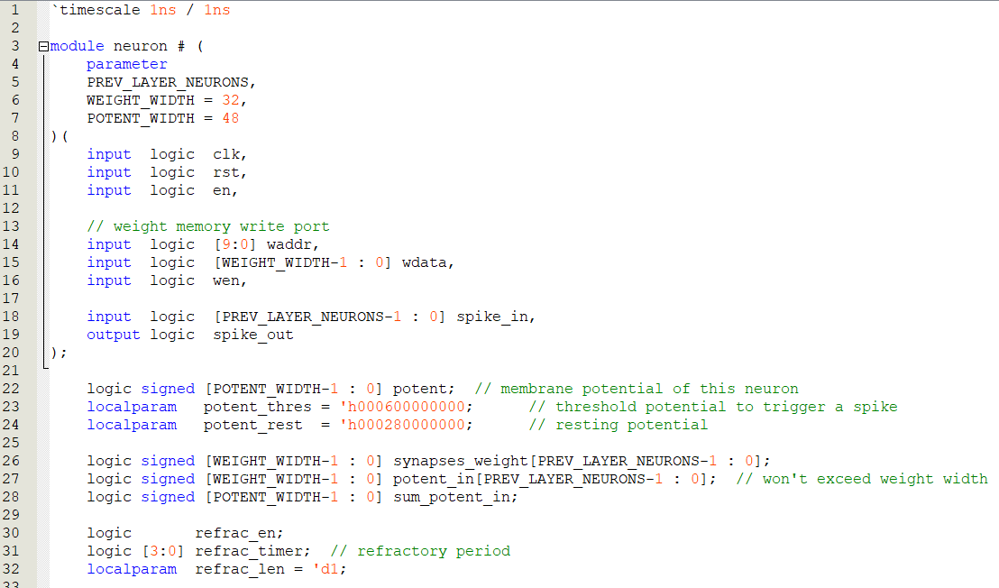 1 `timescale 1ns / 1ns
2
3 module neuron # (
4     parameter
5     PREV_LAYER_NEURONS,
6     WEIGHT_WIDTH = 32,
7     POTENT_WIDTH = 48
8 )(
9     input  logic  clk,
10     input  logic  rst,
11     input  logic  en,
12
13     // weight memory write port
14     input  logic  [9:0] waddr,
15     input  logic  [WEIGHT_WIDTH-1 : 0] wdata,
16     input  logic  wen,
17
18     input  logic  [PREV_LAYER_NEURONS-1 : 0] spike_in,
19     output logic  spike_out
20 );
21
22     logic signed [POTENT_WIDTH-1 : 0] potent;  // membrane potential of this neuron
23     localparam   potent_thres = 'h000600000000;      // threshold potential to trigger a spike
24     localparam   potent_rest  = 'h000280000000;      // resting potential
25
26     logic signed [WEIGHT_WIDTH-1 : 0] synapses_weight[PREV_LAYER_NEURONS-1 : 0];
27     logic signed [WEIGHT_WIDTH-1 : 0] potent_in[PREV_LAYER_NEURONS-1 : 0];  // won't exceed weight width
28     logic signed [POTENT_WIDTH-1 : 0] sum_potent_in;
29
30     logic       refrac_en;
31     logic [3:0] refrac_timer;  // refractory period
32     localparam  refrac_len = 'd1;
33